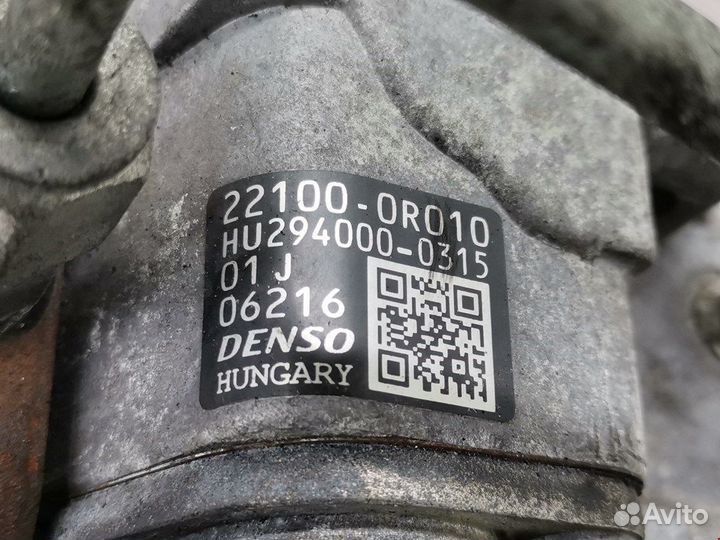 22100-0R010
HU294000-0315
01 J
06216
DENSO
HUNGARY
Avito